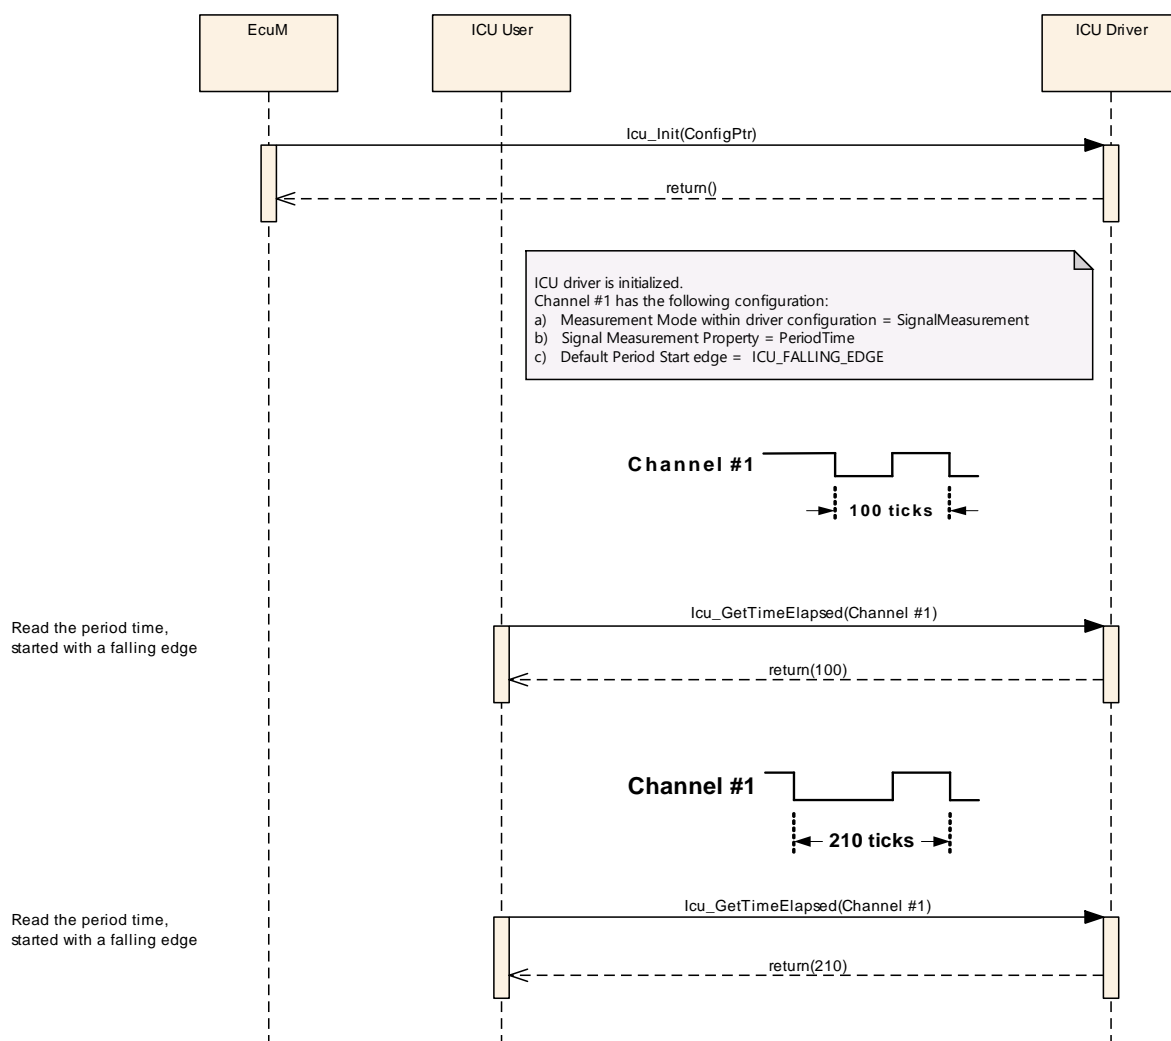 EcuM
ICU User
ICU Driver
Icu_Init(ConfigPtr)
return()
ICU driver is initialized.
Channel #1 has the following configuration:
a) Measurement Mode within driver configuration = SignalMeasurement
b) Signal Measurement Property = PeriodTime
c) Default Period Start edge = ICU_FALLING_EDGE
Channel #1
100 ticks
Icu_GetTimeElapsed(Channel #1)
Read the period time,
started with a falling edge
return(100)
Channel #1
210 ticks
Icu_GetTimeElapsed(Channel #1)
Read the period time,
started with a falling edge
return(210)